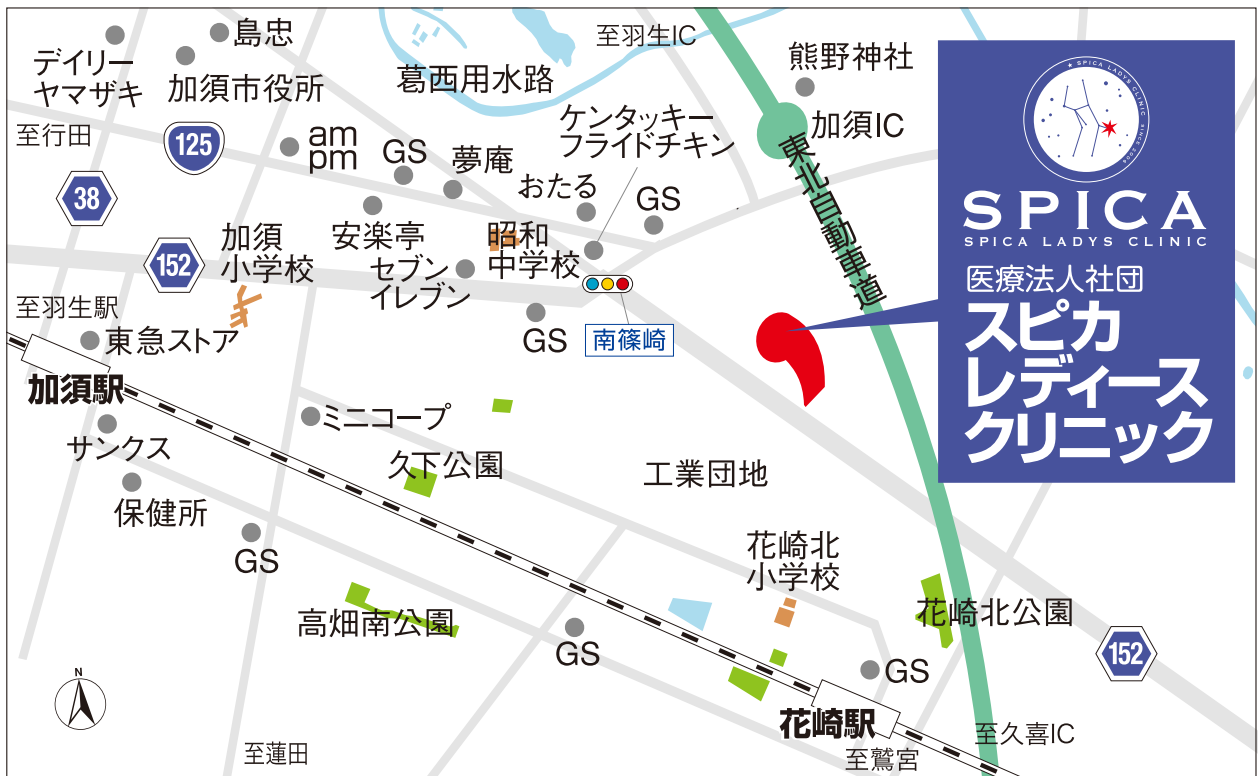 島忠
デイリー
ヤマザキ
加須市役所
至行田
125
38
152
am
pm
GS
夢庵
葛西用水路
至羽生IC
ケンタッキー
フライドチキン
おたる
GS
熊野神社
加須IC
東北自動車道
加須
小学校
安楽亭
セブン
イレブン
昭和
中学校
GS
南篠崎
至羽生駅
東急ストア
加須駅
サンクス
保健所
GS
ミニコープ
久下公園
工業団地
高畑南公園
GS
花崎北
小学校
花崎北公園
152
GS
花崎駅
至久喜IC
至鷲宮
至蓮田
N
★ SPICA LADYS CLINIC SINCE 2004
SPICA
SPICA LADYS CLINIC
医療法人社団
スピカ
レディース
クリニック